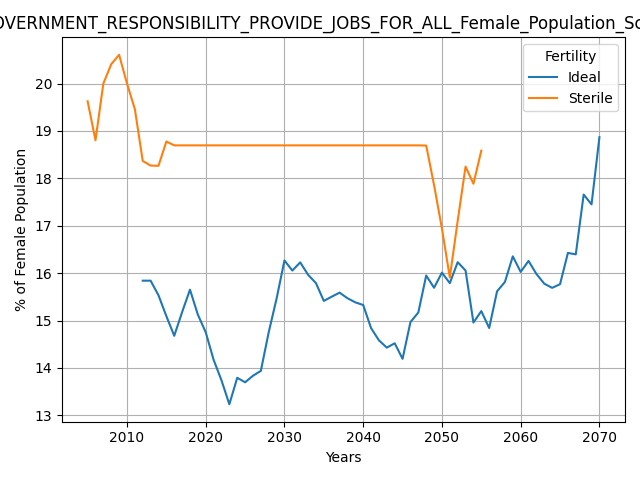 OVERNMENT_RESPONSIBILITY_PROVIDE_JOBS_FOR_ALL_Female_Population_Sc
Fertility
Ideal
Sterile
% of Female Population
20
19
18
17
16
15
14
13
2010 2020 2030 2040 2050 2060 2070
Years